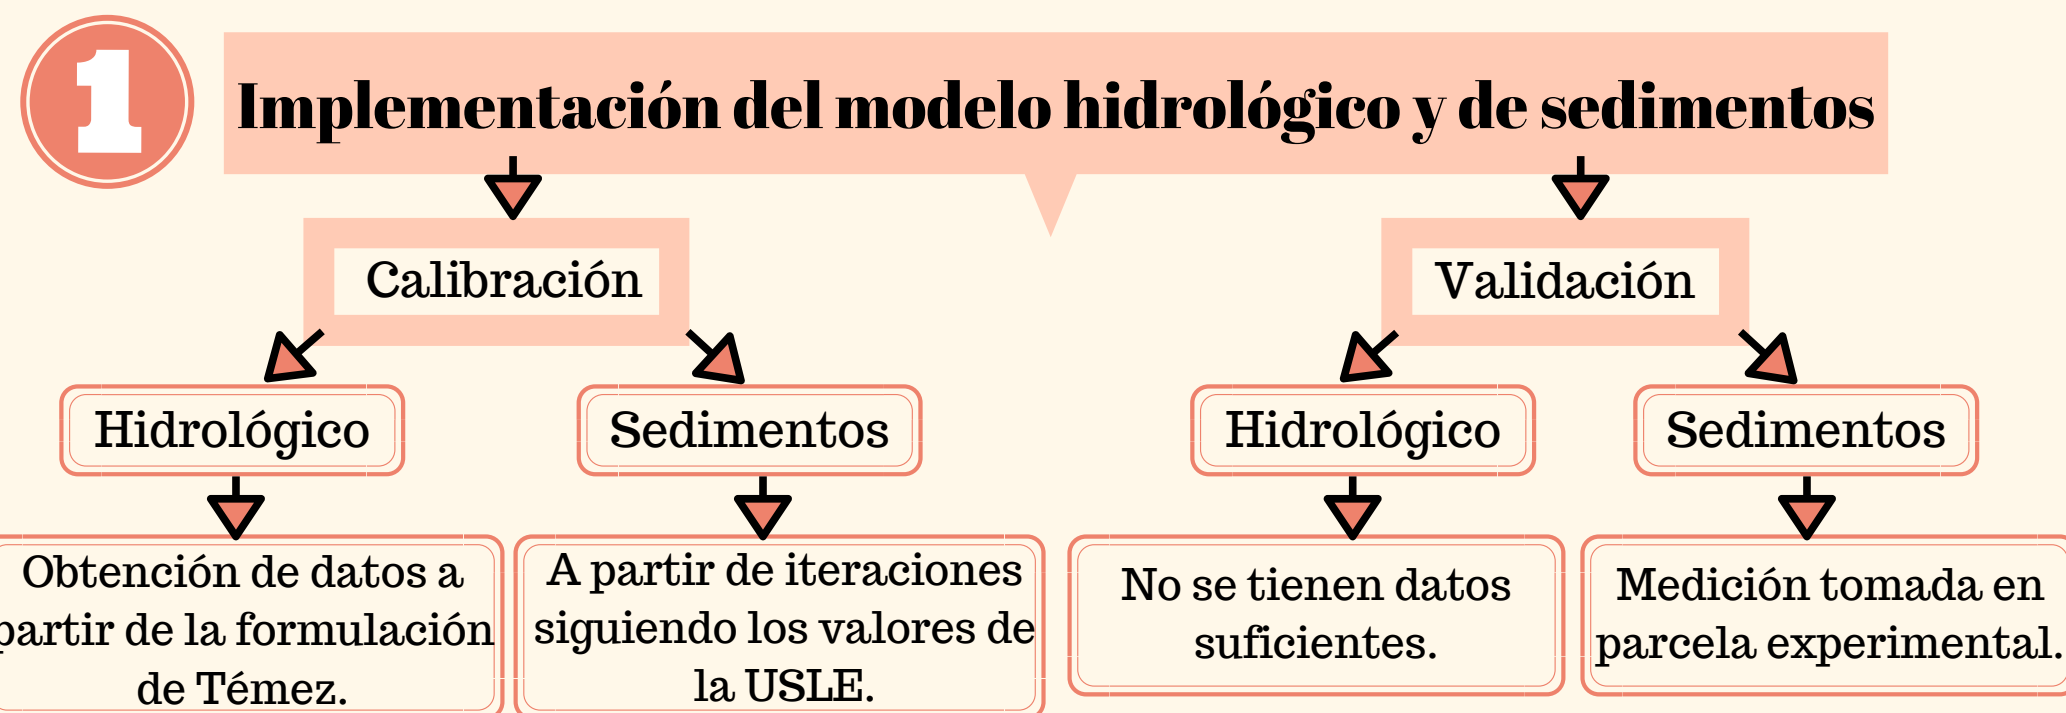 1
Implementación del modelo hidrológico y de sedimentos
Calibración
Validación
Hidrológico
Sedimentos
Hidrológico
Sedimentos
Obtención de datos a
partir de la formulación
de Témez.
A partir de iteraciones
siguiendo los valores de
la USLE.
No se tienen datos
suficientes.
Medición tomada en
parcela experimental.